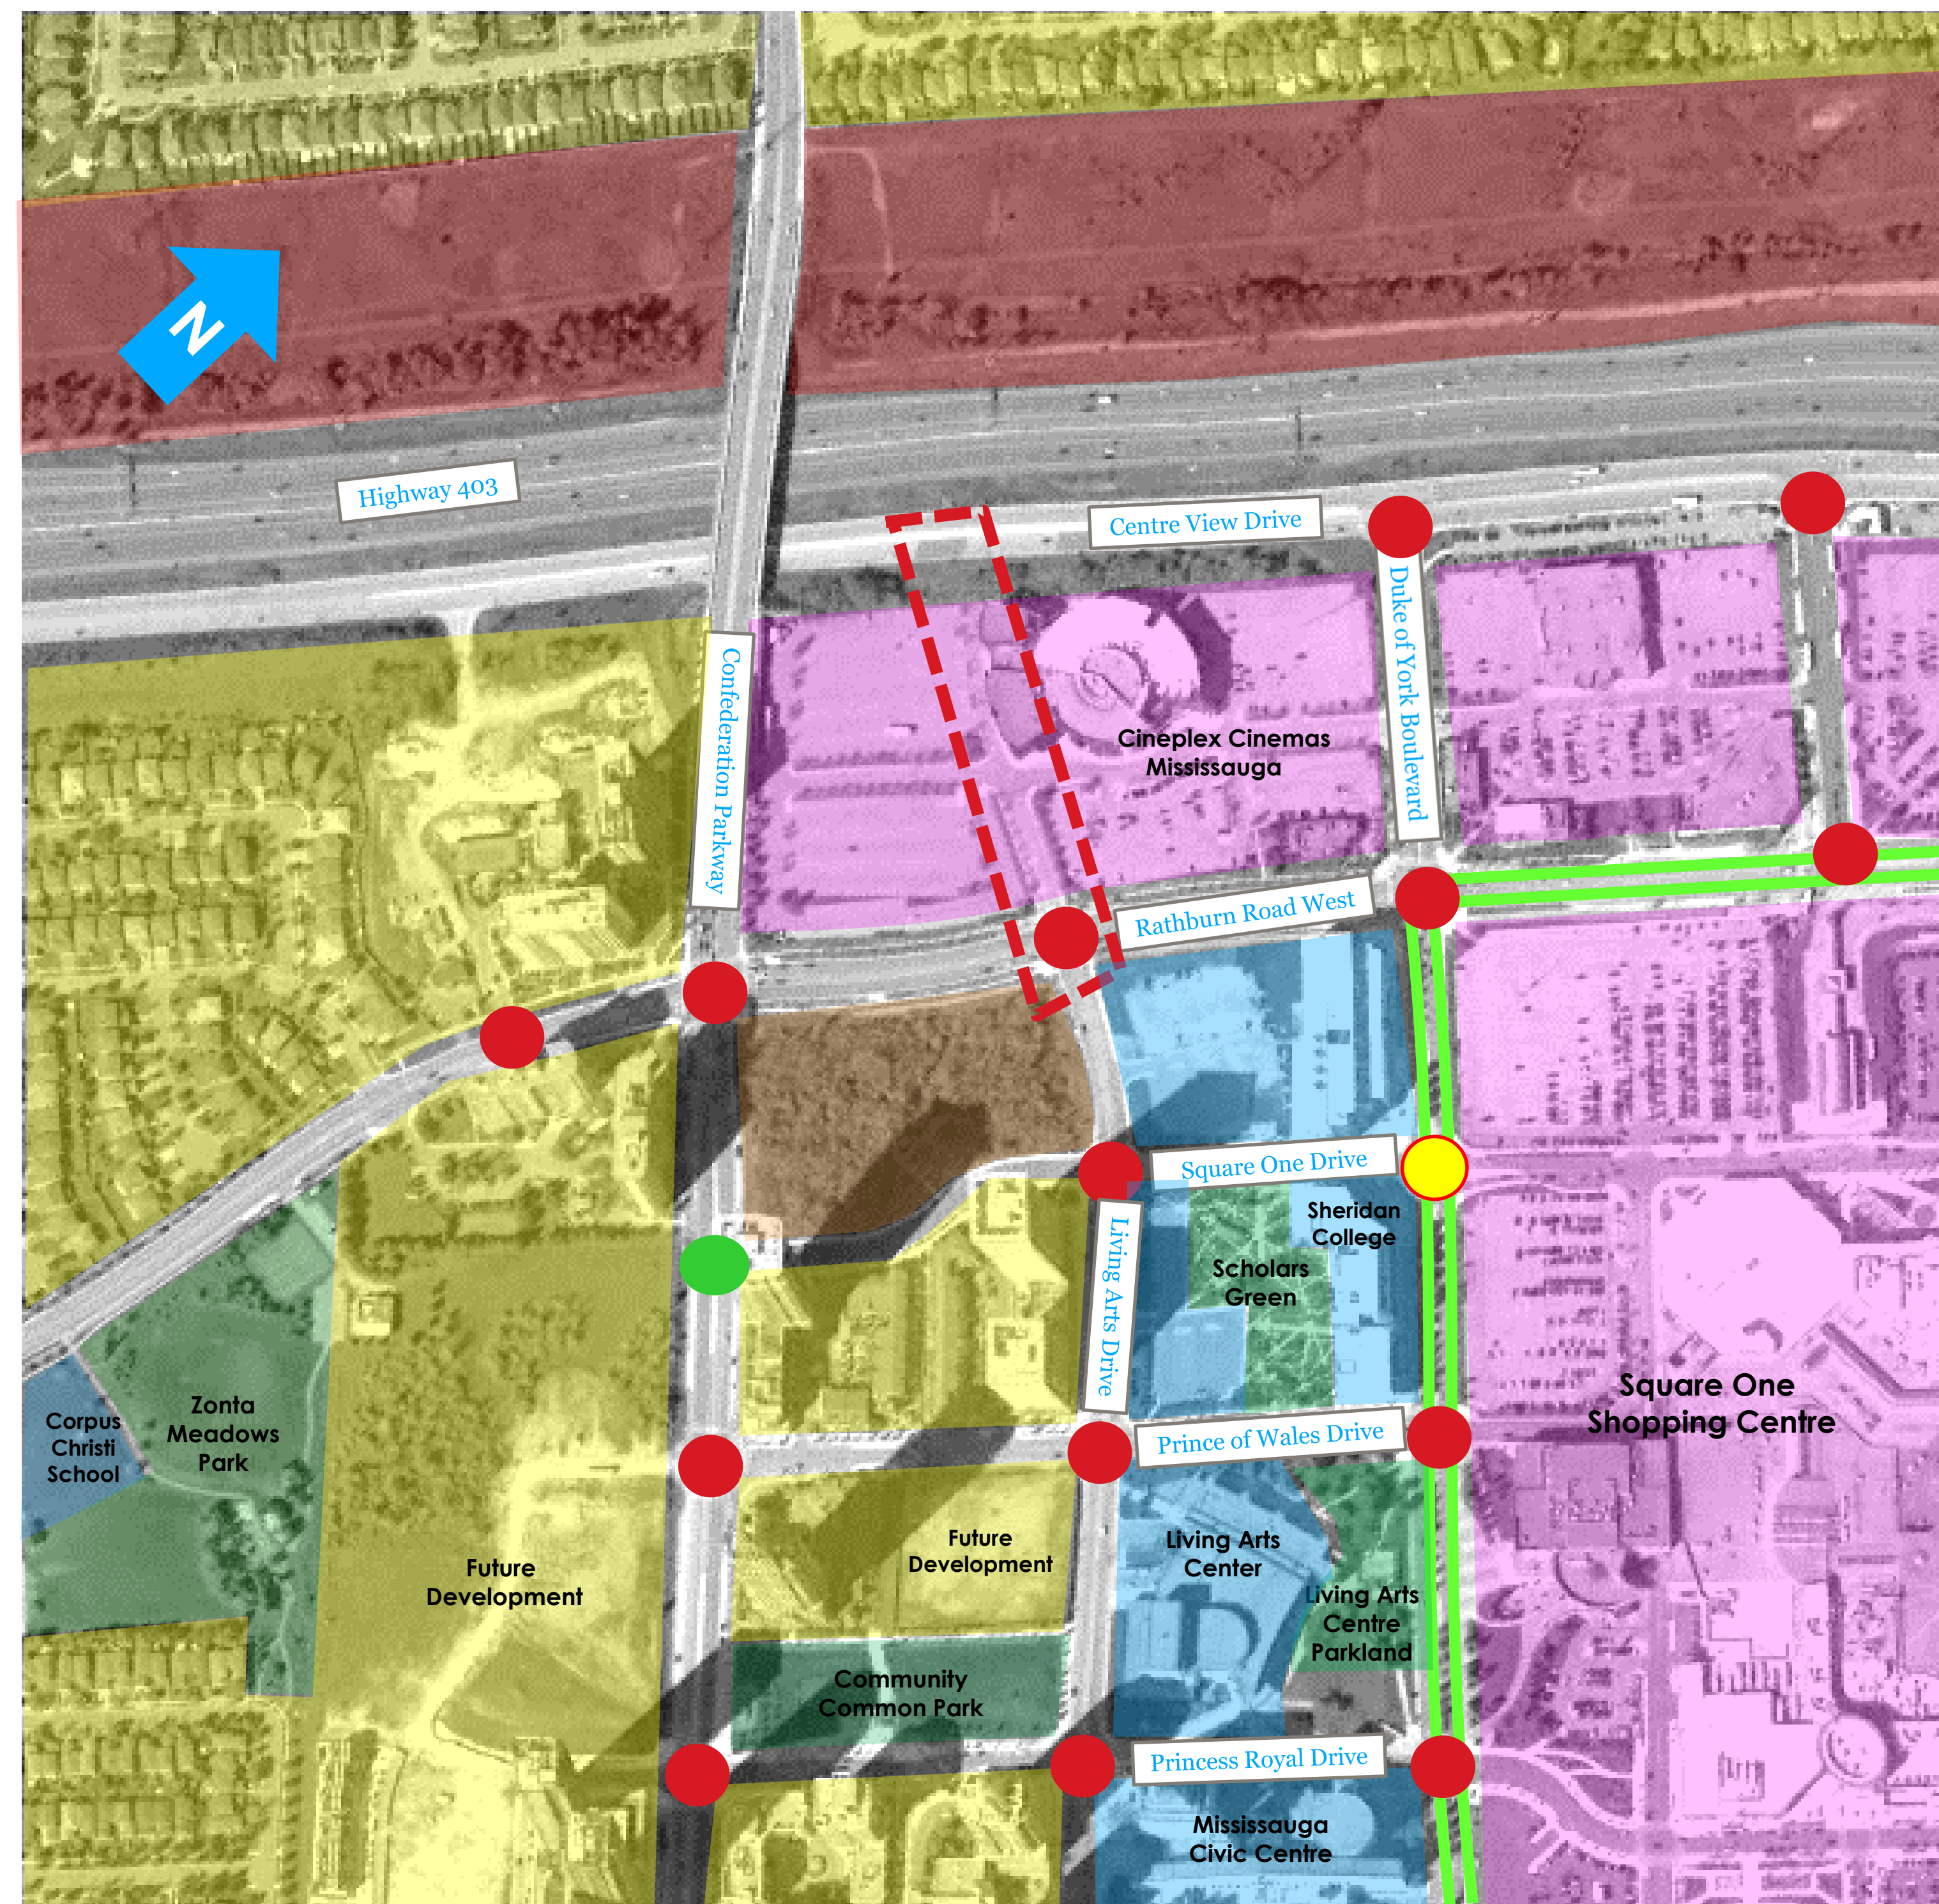 N
Highway 403
Centre View Drive
Duke of York Boulevard
Confederation Parkway
Cineplex Cinemas
Mississauga
Rathburn Road West
Square One Drive
Sheridan
College
Scholars
Green
Living Arts Drive
Square One
Shopping Centre
Corpus
Christi
School
Zonta
Meadows
Park
Prince of Wales Drive
Future
Development
Future
Development
Living Arts
Center
Living Arts
Centre
Parkland
Community
Common Park
Princess Royal Drive
Mississauga
Civic Centre